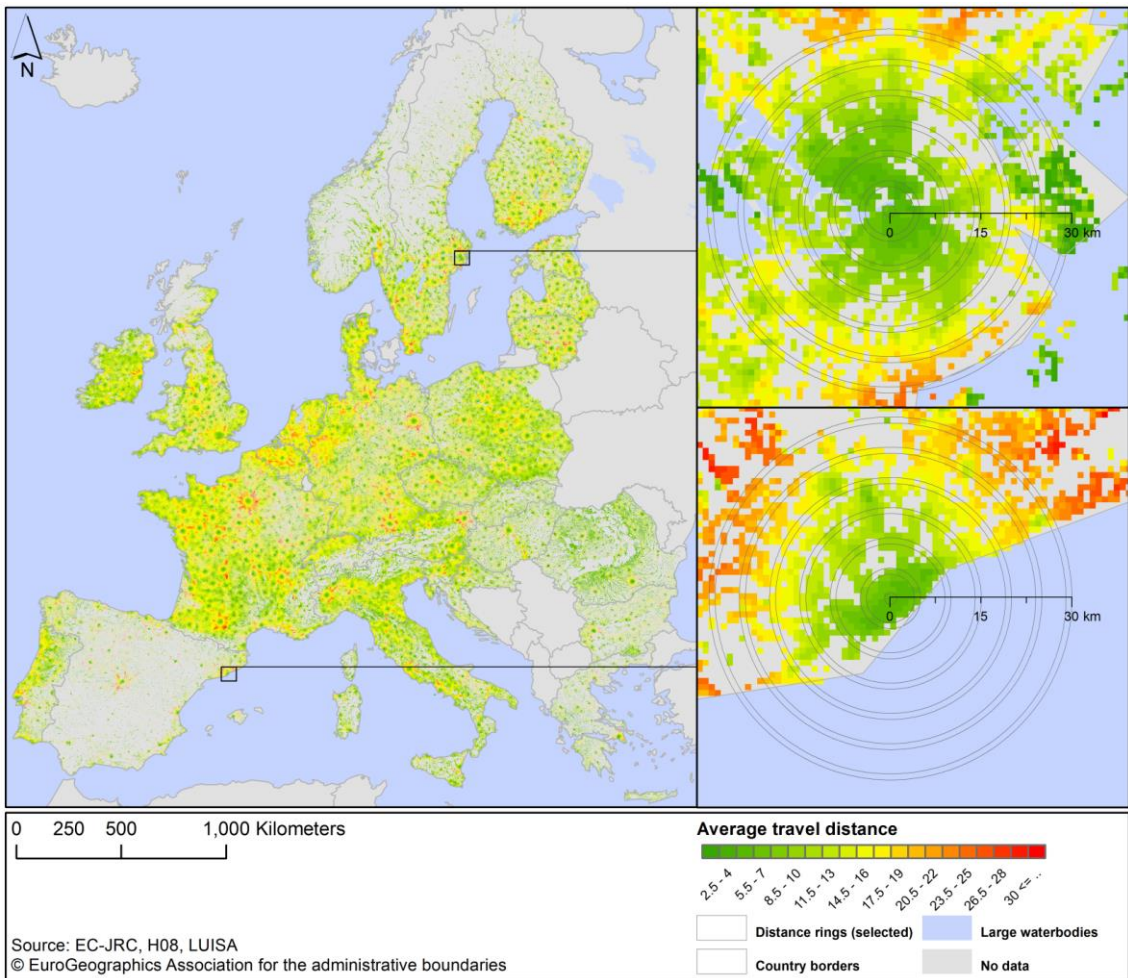 N
0 15 30 km
0 15 30 km
0 250 500 1,000 Kilometers
Source: EC-JRC, H08, LUISA
© EuroGeographics Association for the administrative boundaries
Average travel distance
2.5 - 4
5.5 - 7
8.5 - 10
11.5 - 13
14.5 - 16
17.5 - 19
20.5 - 22
23.5 - 25
26.5 - 28
30 <= ..
Distance rings (selected) Large waterbodies
Country borders No data